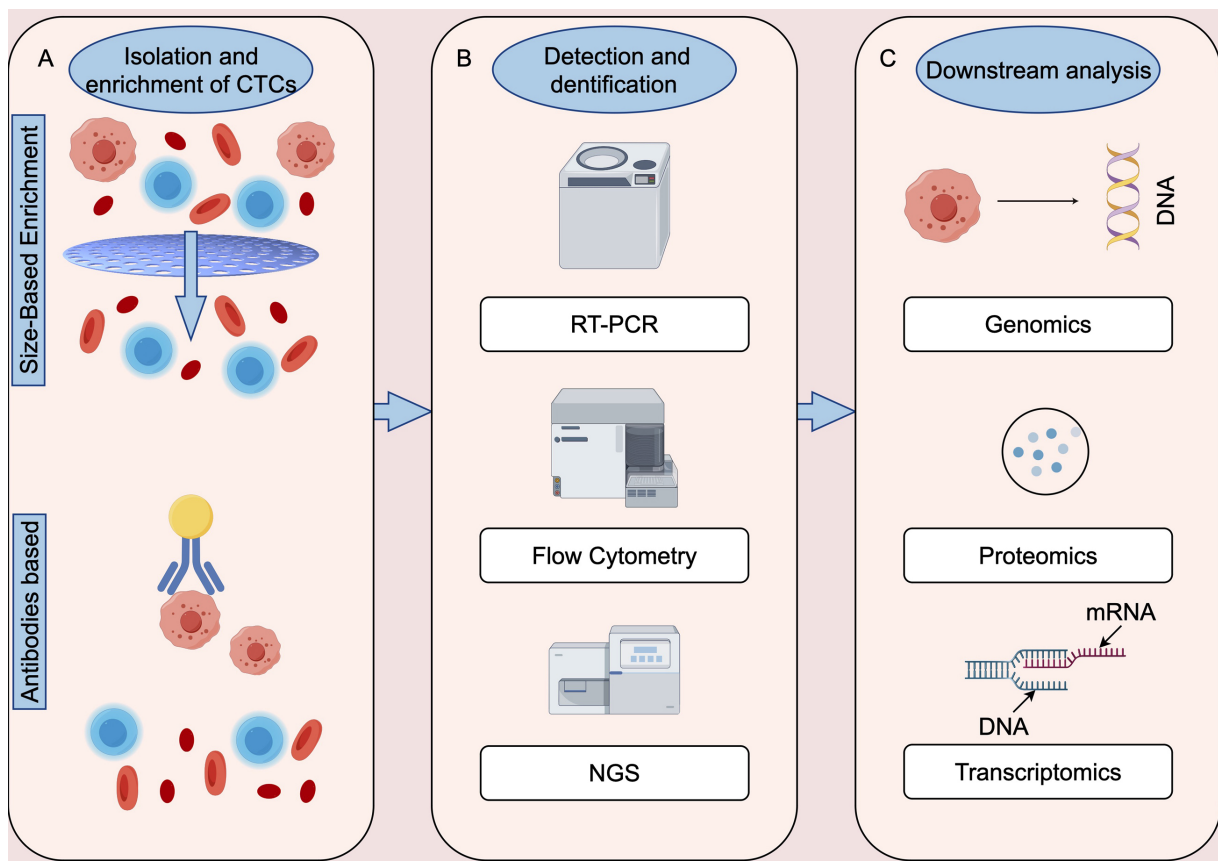 A
Isolation and
enrichment of CTCs
Size-Based Enrichment
Antibodies based
B
Detection and
dentification
RT-PCR
Flow Cytometry
NGS
C
Downstream analysis
DNA
Genomics
Proteomics
mRNA
DNA
Transcriptomics